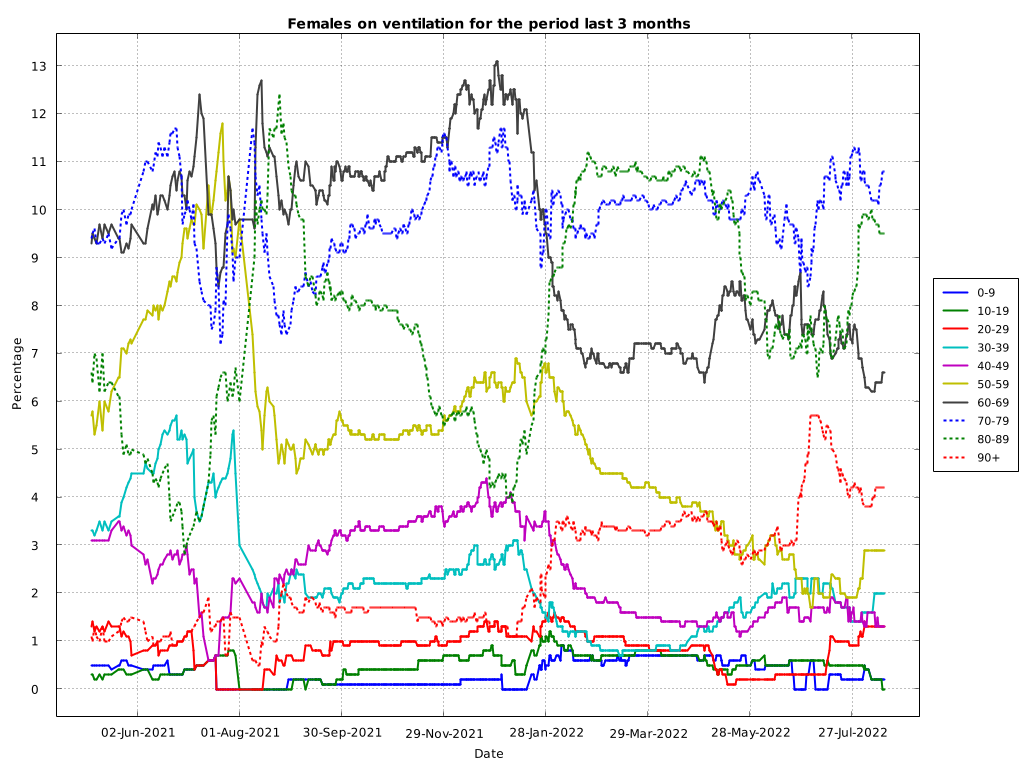 Females on ventilation for the period last 3 months
Percentage
13
12
11
10
9
8
7
6
5
4
3
2
1
0
02-Jun-2021
01-Aug-2021
30-Sep-2021
29-Nov-2021
28-Jan-2022
29-Mar-2022
28-May-2022
27-Jul-2022
Date
0-9
10-19
20-29
30-39
40-49
50-59
60-69
70-79
80-89
90+